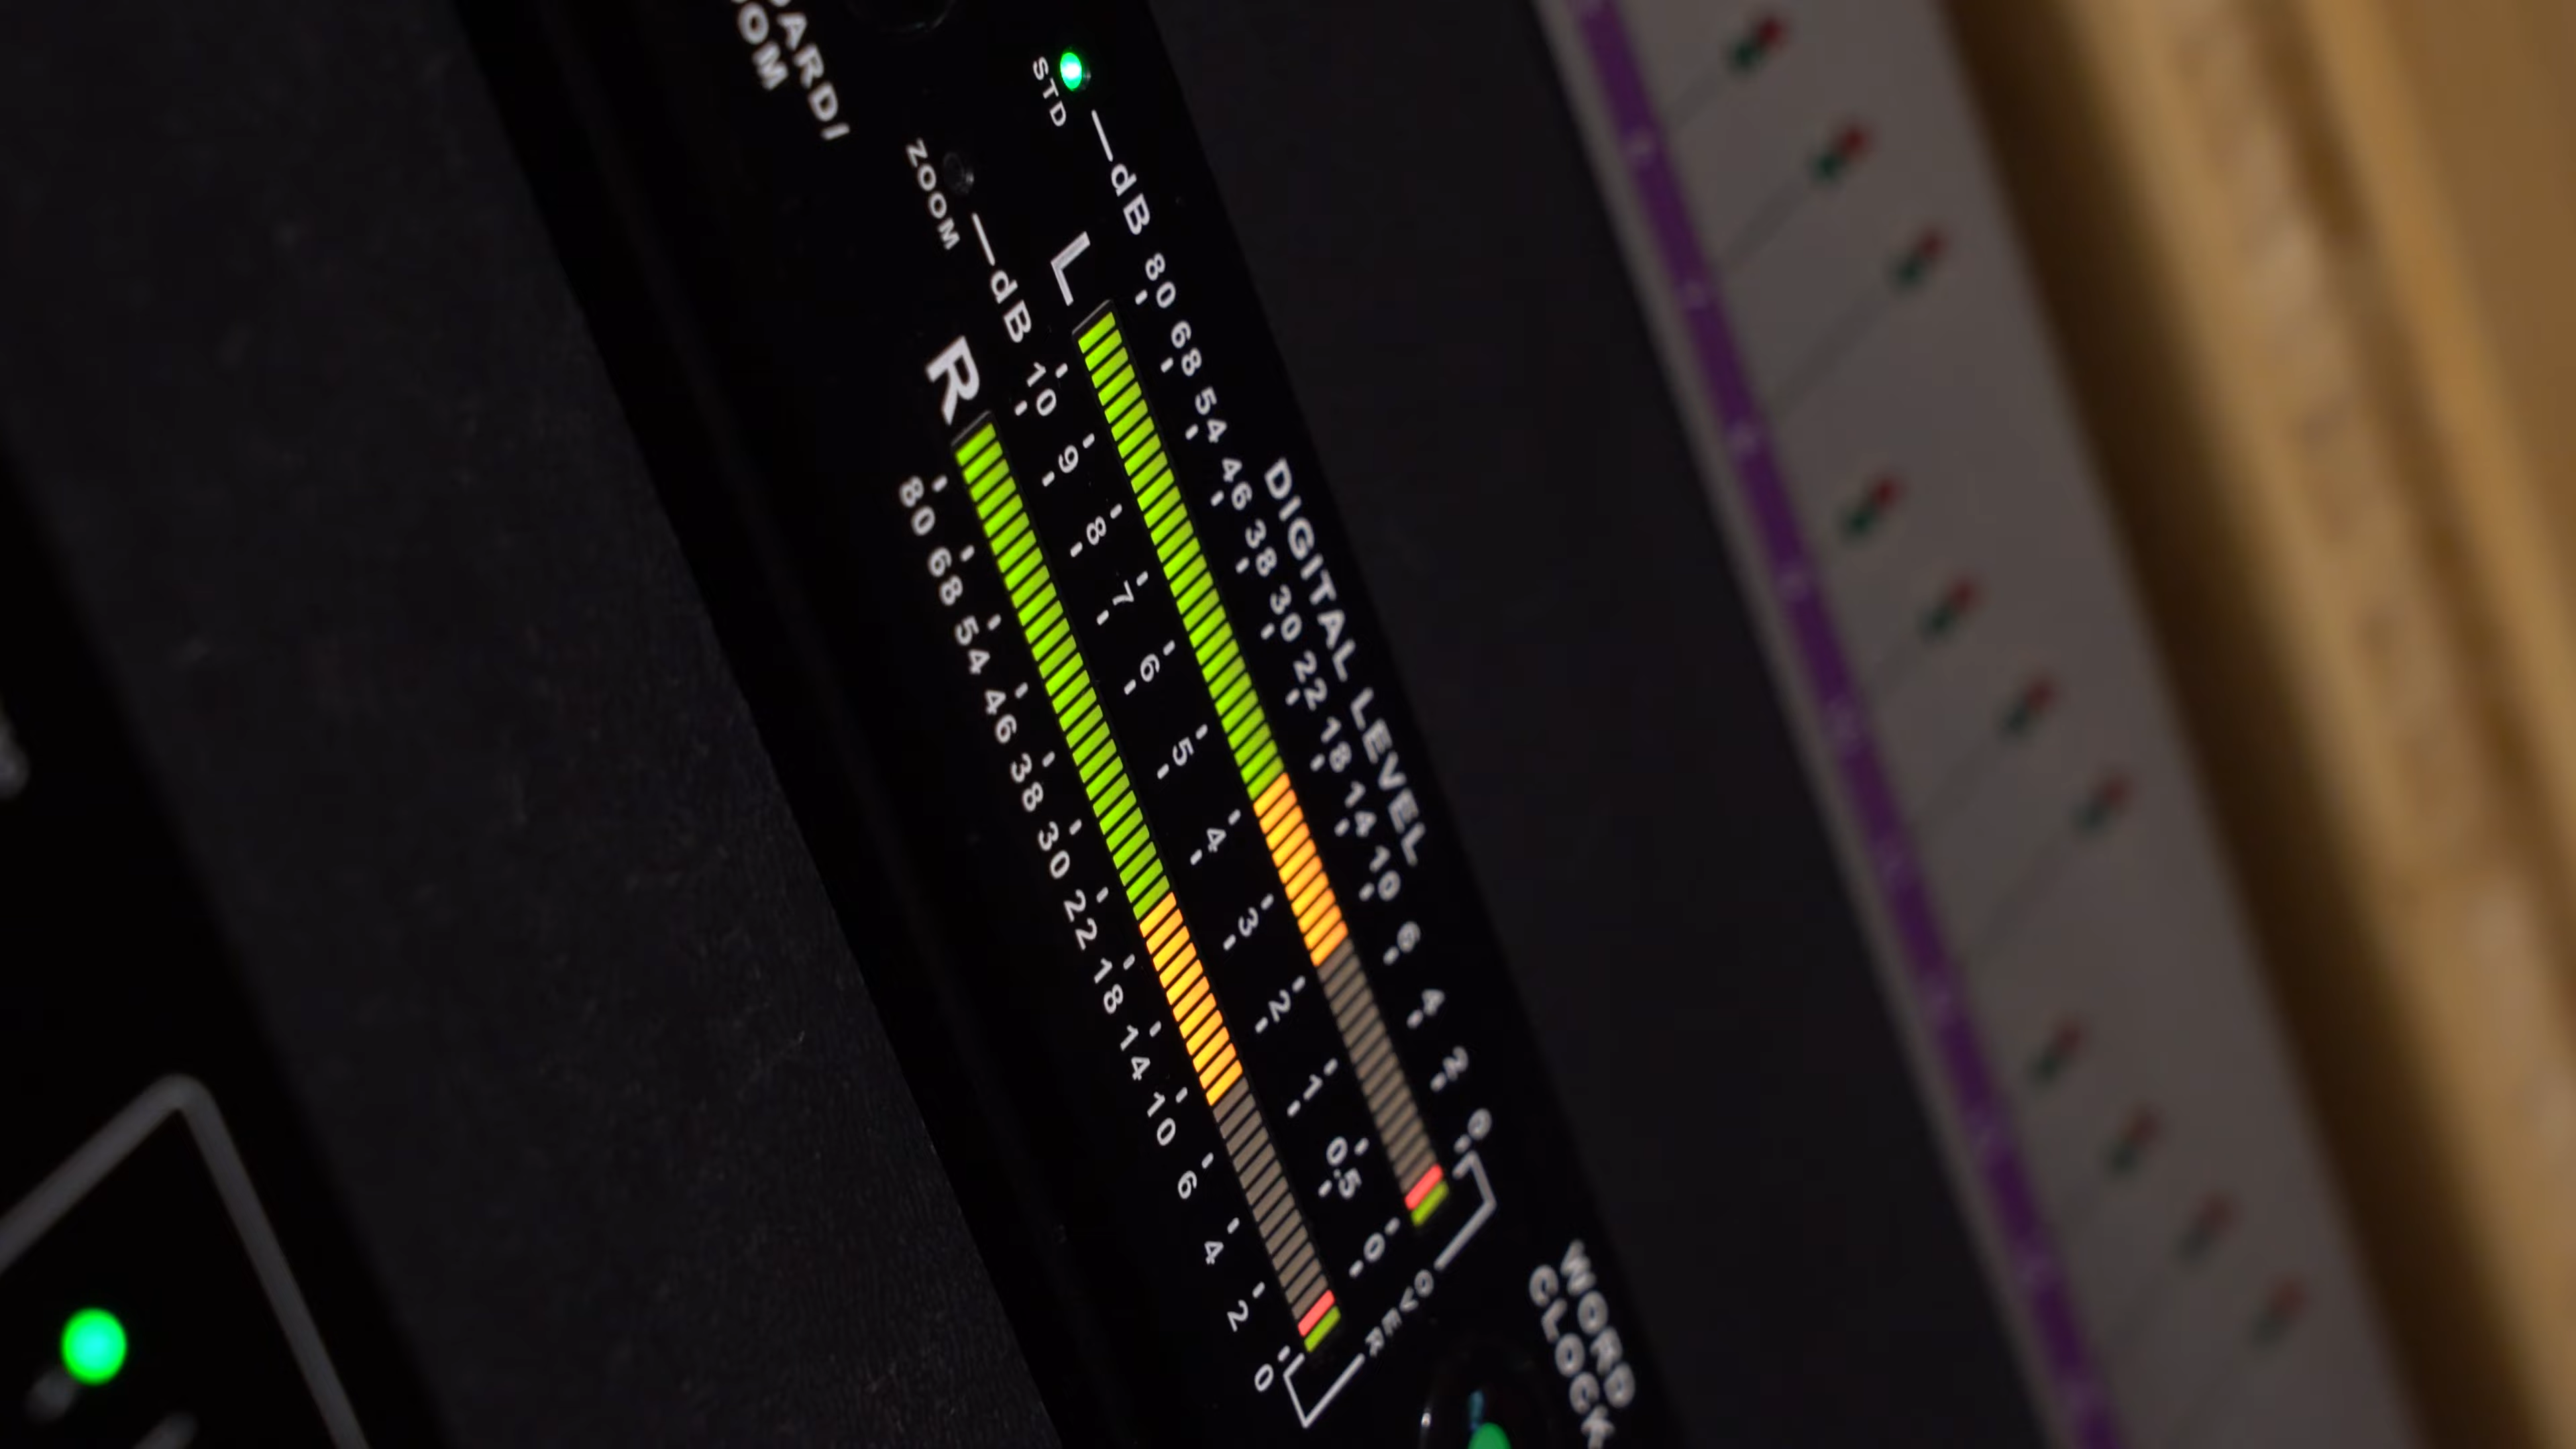 STD
—dB 80 68 54 46 38 30 22 18 14 10 6 4 2 0
DIGITAL LEVEL
L
ZOOM
—dB 10 9 8 7 6 5 4 3 2 1 0.5 0
OVER
R
80 68 54 46 38 30 22 18 14 10 6 4 2 0
WORD
CLOCK